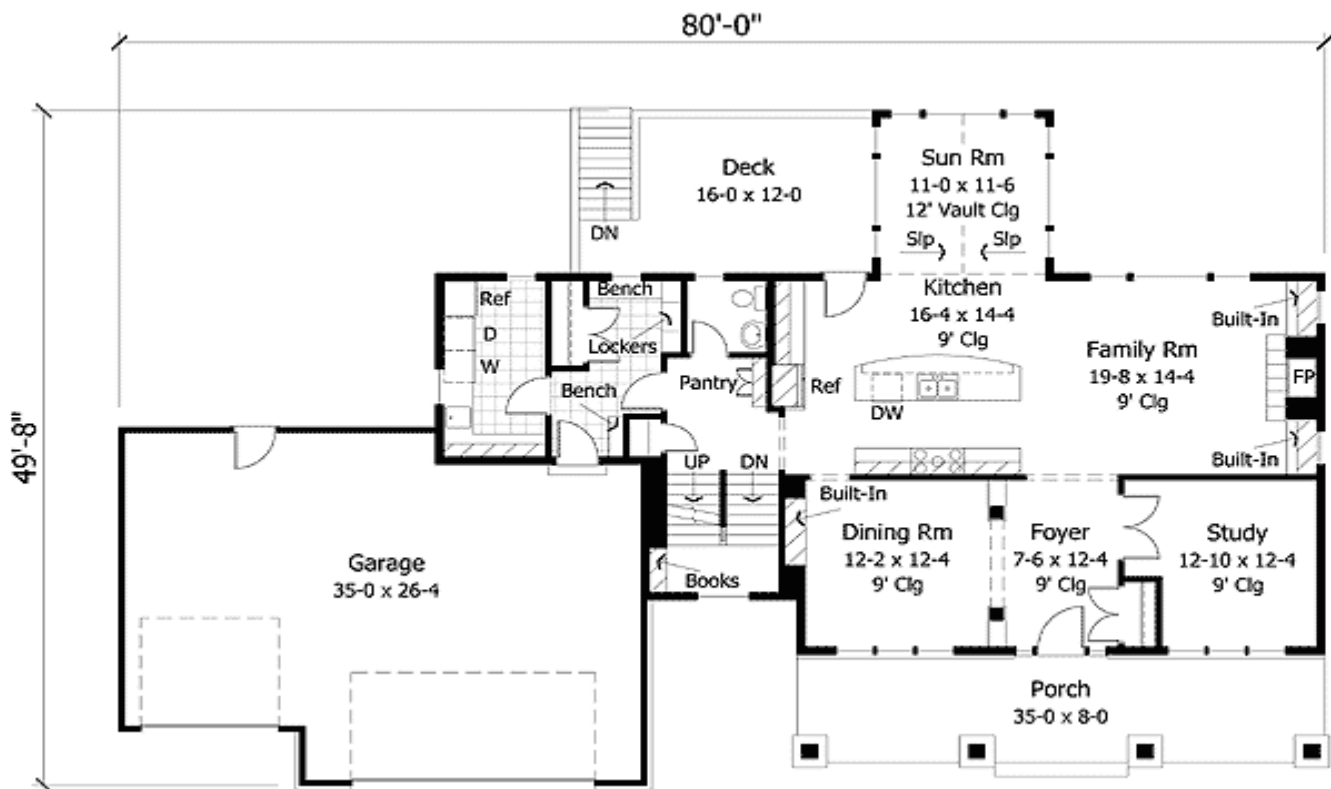 80'-0"
49'-8"
Deck
16-0 x 12-0
DN
Sun Rm
11-0 x 11-6
12' Vault Clg
Slp
Slp
Kitchen
16-4 x 14-4
9' Clg
Ref
DW
Family Rm
19-8 x 14-4
9' Clg
Built-In
FP
Built-In
Ref
D
W
Bench
Lockers
Bench
Pantry
UP
DN
Books
Built-In
Garage
35-0 x 26-4
Dining Rm
12-2 x 12-4
9' Clg
Foyer
7-6 x 12-4
9' Clg
Study
12-10 x 12-4
9' Clg
Porch
35-0 x 8-0